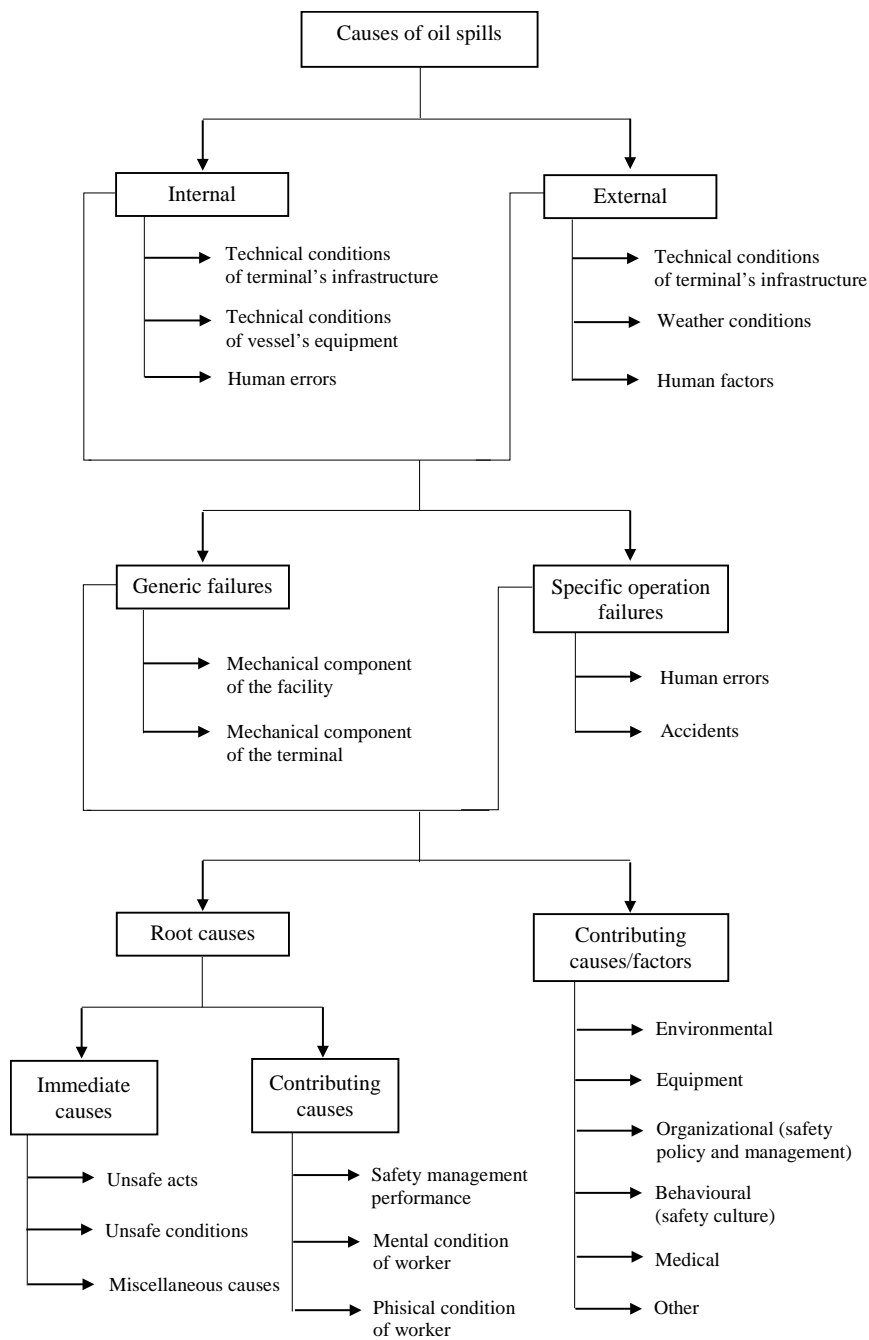 Causes of oil spills
Internal
Technical conditions
of terminal's infrastructure
Technical conditions
of vessel's equipment
Human errors
External
Technical conditions
of terminal's infrastructure
Weather conditions
Human factors
Generic failures
Mechanical component
of the facility
Mechanical component
of the terminal
Specific operation
failures
Human errors
Accidents
Root causes
Immediate
causes
Unsafe acts
Unsafe conditions
Miscellaneous causes
Contributing
causes
Safety management
performance
Mental condition
of worker
Phisical condition
of worker
Contributing
causes/factors
Environmental
Equipment
Organizational (safety
policy and management)
Behavioural
(safety culture)
Medical
Other